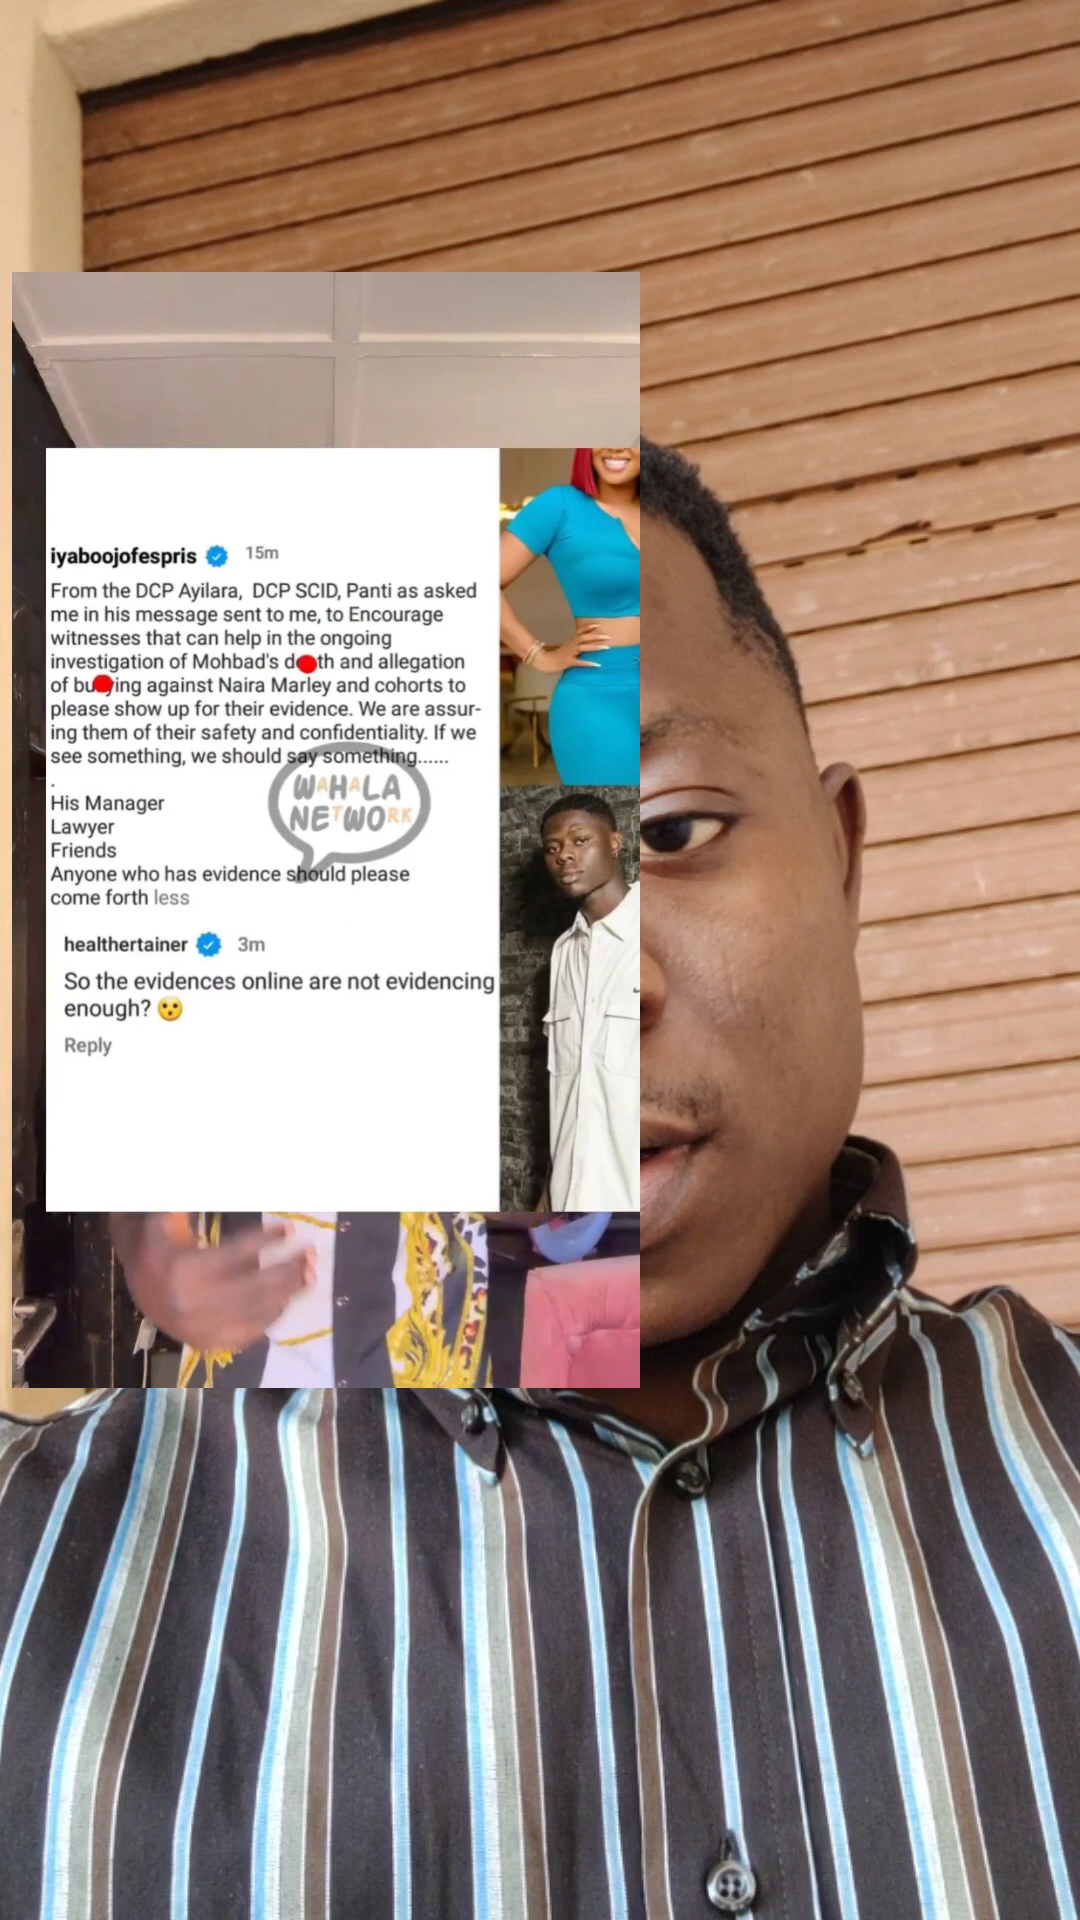 iyaboojofespris 15m
From the DCP Ayilara, DCP SCID, Panti as asked
me in his message sent to me, to Encourage
witnesses that can help in the ongoing
investigation of Mohbad's d th and allegation
of bu ying against Naira Marley and cohorts to
please show up for their evidence. We are assur-
ing them of their safety and confidentiality. If we
see something, we should say something......
.
His Manager
Lawyer
Friends
Anyone who has evidence should please
come forth less
WAHALA
NETWORK
healthertainer 3m
So the evidences online are not evidencing
enough? 😮
Reply